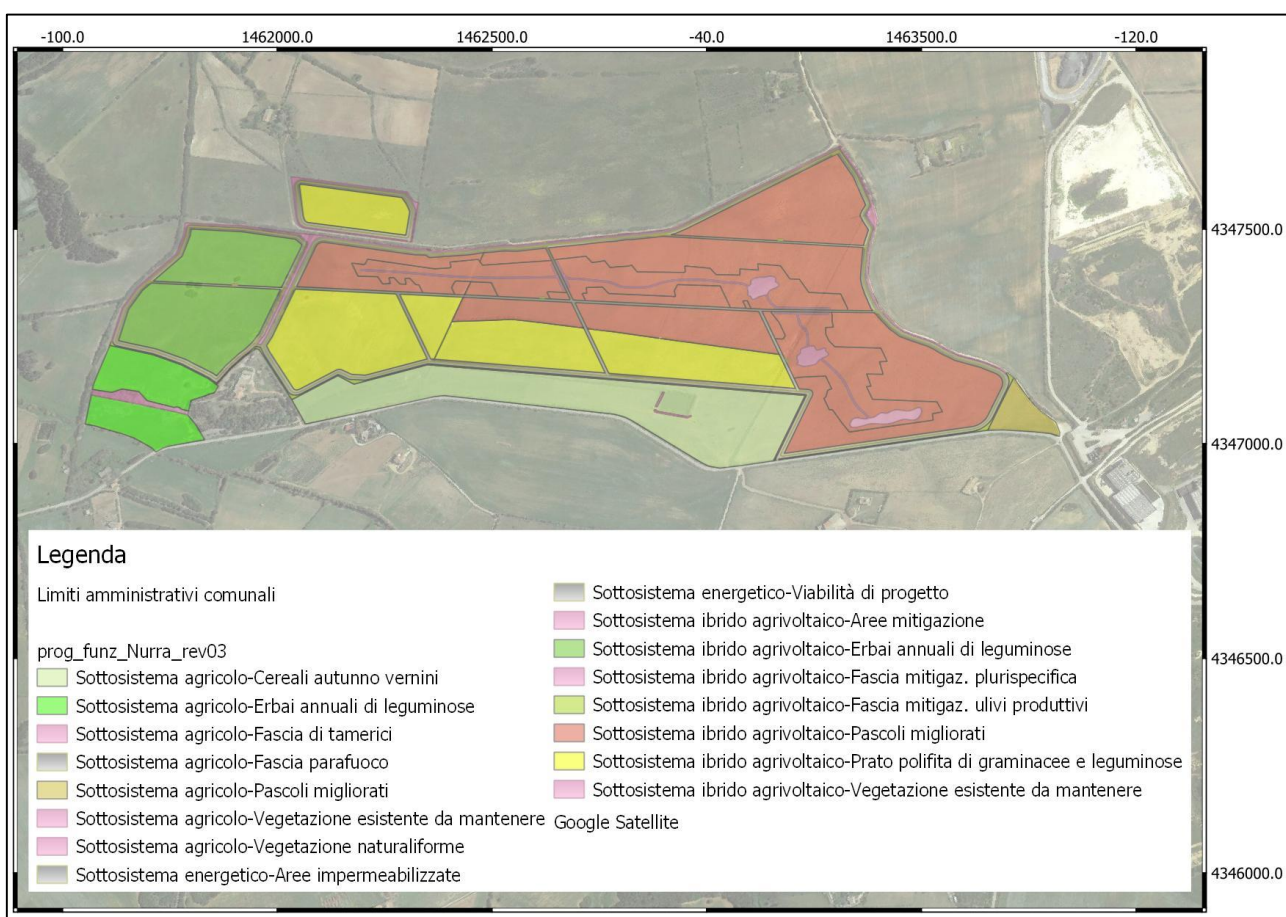 -100.0 1462000.0 1462500.0 -40.0 1463500.0 -120.0
4347500.0
4347000.0
4346500.0
4346000.0
Legenda
Limiti amministrativi comunali
prog_funz_Nurra_rev03
Sottosistema agricolo-Cereali autunno vernini
Sottosistema agricolo-Erbai annuali di leguminose
Sottosistema agricolo-Fascia di tamerici
Sottosistema agricolo-Fascia parafuoco
Sottosistema agricolo-Pascoli migliorati
Sottosistema agricolo-Vegetazione esistente da mantenere
Sottosistema agricolo-Vegetazione naturaliforme
Sottosistema energetico-Aree impermeabilizzate
Sottosistema energetico-Viabilità di progetto
Sottosistema ibrido agrivoltaico-Aree mitigazione
Sottosistema ibrido agrivoltaico-Erbai annuali di leguminose
Sottosistema ibrido agrivoltaico-Fascia mitigaz. plurispecifica
Sottosistema ibrido agrivoltaico-Fascia mitigaz. ulivi produttivi
Sottosistema ibrido agrivoltaico-Pascoli migliorati
Sottosistema ibrido agrivoltaico-Prato polifita di graminacee e leguminose
Sottosistema ibrido agrivoltaico-Vegetazione esistente da mantenere
Google Satellite